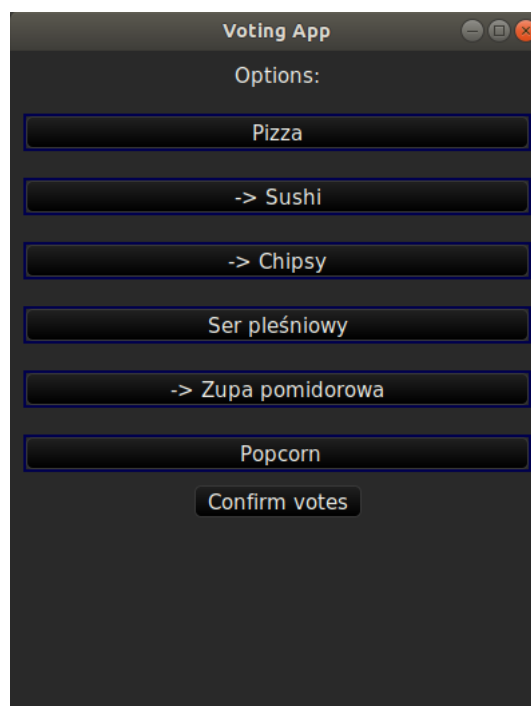 Voting App
Options:
Pizza
-> Sushi
-> Chipsy
Ser pleśniowy
-> Zupa pomidorowa
Popcorn
Confirm votes